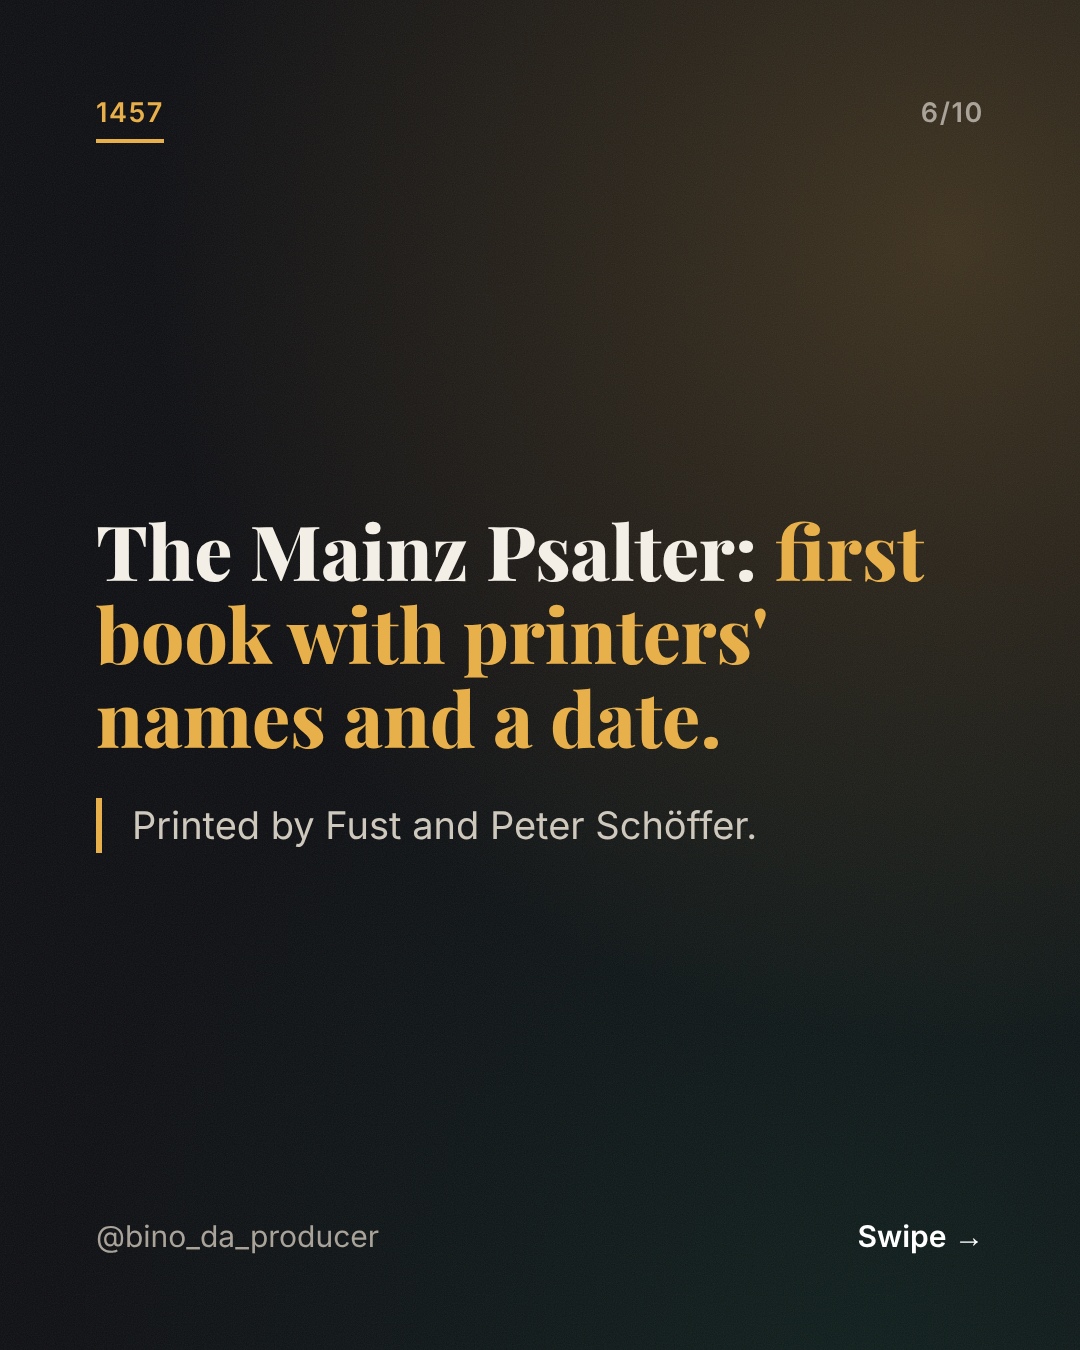 1457
6/10
The Mainz Psalter: first
book with printers'
names and a date.
Printed by Fust and Peter Schöffer.
@bino_da_producer
Swipe →